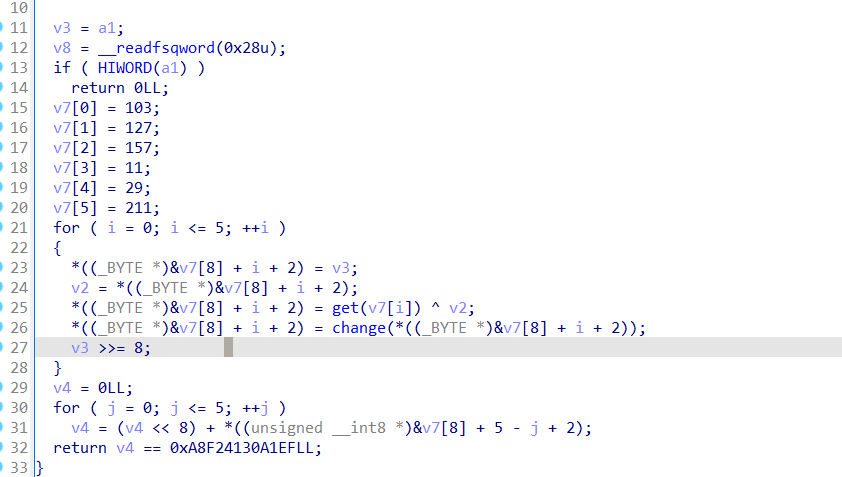 10
11 v3 = a1;
12 v8 = __readfsqword(0x28u);
13 if ( HIWORD(a1) )
14 return 0LL;
15 v7[0] = 103;
16 v7[1] = 127;
17 v7[2] = 157;
18 v7[3] = 11;
19 v7[4] = 29;
20 v7[5] = 211;
21 for ( i = 0; i <= 5; ++i )
22 {
23 *((_BYTE *)&v7[8] + i + 2) = v3;
24 v2 = *((_BYTE *)&v7[8] + i + 2);
25 *((_BYTE *)&v7[8] + i + 2) = get(v7[i]) ^ v2;
26 *((_BYTE *)&v7[8] + i + 2) = change(*((_BYTE *)&v7[8] + i + 2));
27 v3 >>= 8;
28 }
29 v4 = 0LL;
30 for ( j = 0; j <= 5; ++j )
31 v4 = (v4 << 8) + *((unsigned __int8 *)&v7[8] + 5 - j + 2);
32 return v4 == 0xA8F24130A1EFLL;
33 }